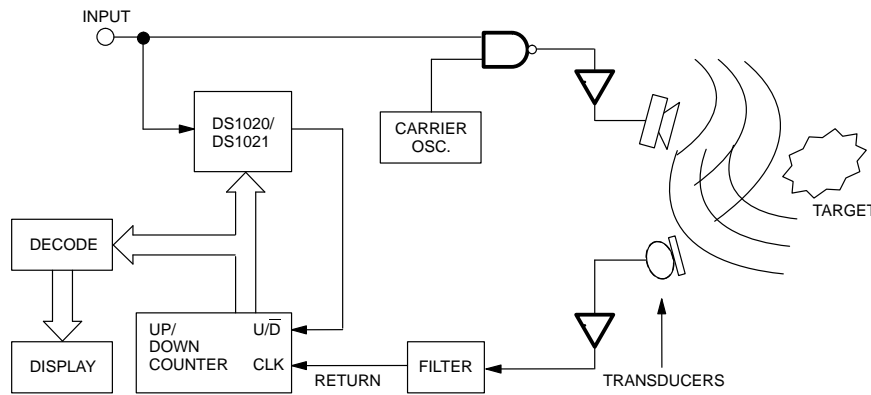 INPUT
DS1020/
DS1021
CARRIER
OSC.
TARGET
DECODE
UP/
DOWN
COUNTER
U/D̅
CLK
DISPLAY
RETURN
FILTER
TRANSDUCERS